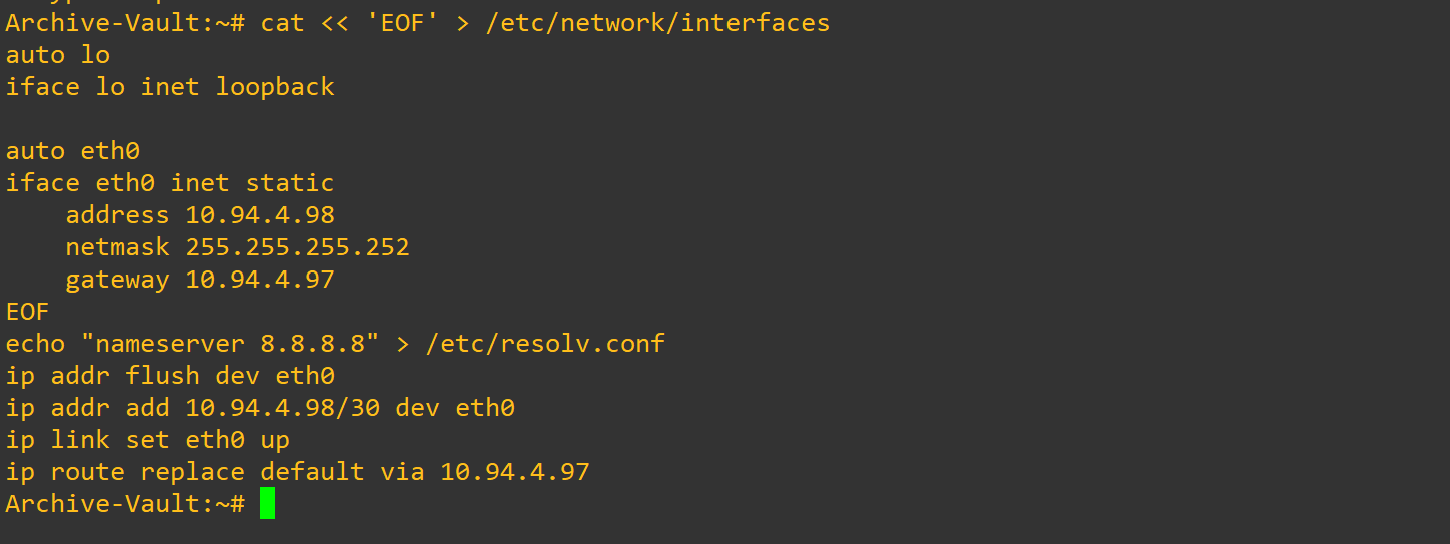 Archive-Vault:~# cat << 'EOF' > /etc/network/interfaces
auto lo
iface lo inet loopback

auto eth0
iface eth0 inet static
    address 10.94.4.98
    netmask 255.255.255.252
    gateway 10.94.4.97
EOF
echo "nameserver 8.8.8.8" > /etc/resolv.conf
ip addr flush dev eth0
ip addr add 10.94.4.98/30 dev eth0
ip link set eth0 up
ip route replace default via 10.94.4.97
Archive-Vault:~#